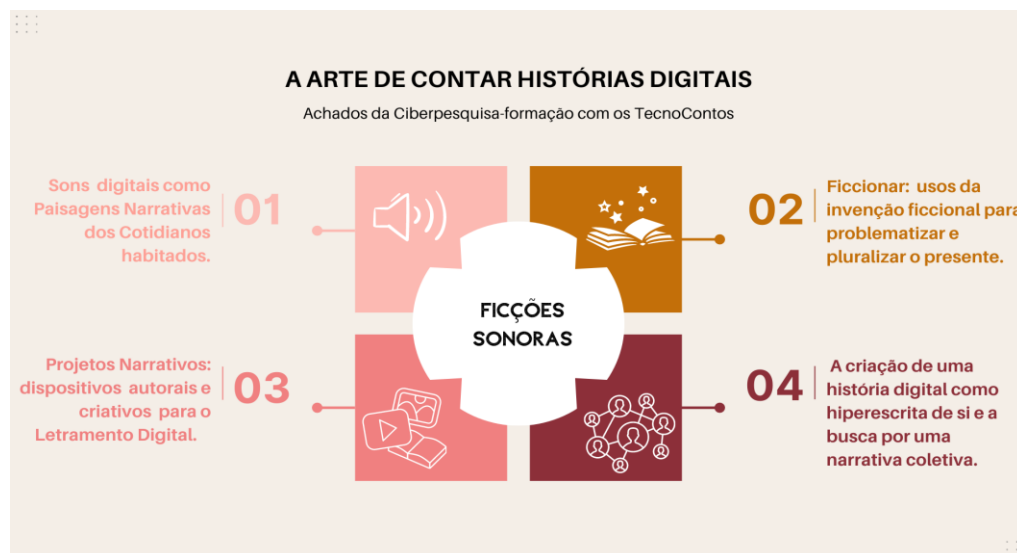 A ARTE DE CONTAR HISTÓRIAS DIGITAIS
Achados da Ciberpesquisa-formação com os TecnoContos
Sons digitais como
Paisagens Narrativas
dos Cotidianos
habitados.
01
02
Ficcionar: usos da
invenção ficcional para
problematizar e
pluralizar o presente.
FICÇÕES
SONORAS
Projetos Narrativos:
dispositivos autorais e
criativos para o
Letramento Digital.
03
04
A criação de uma
história digital como
hiperescrita de si e a
busca por uma
narrativa coletiva.